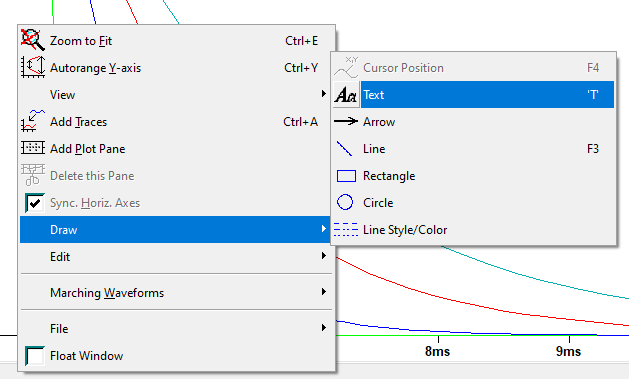 Zoom to Fit Ctrl+E
Autorange Y-axis Ctrl+Y
View
Add Traces Ctrl+A
Add Plot Pane
Delete this Pane
Sync. Horiz. Axes
Draw
Edit
Marching Waveforms
File
Float Window
X,Y
Cursor Position F4
Aa Text 'T'
Arrow
Line F3
Rectangle
Circle
Line Style/Color
8ms 9ms